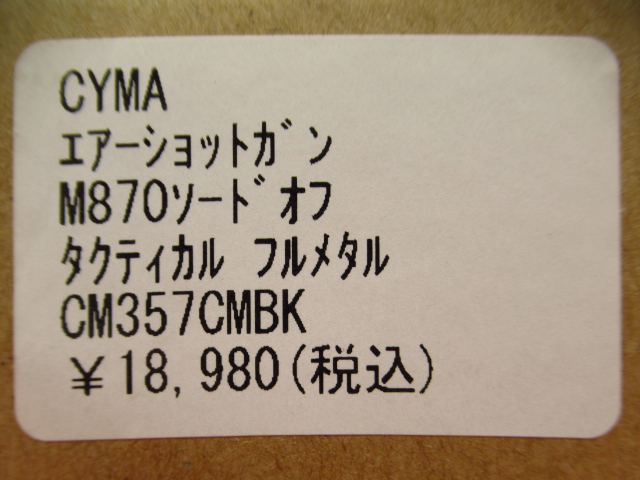 CYMA
ｴｱｰｼｮｯﾄｶﾞﾝ
M870ｿｰﾄﾞｵﾌ
ﾀｸﾃｨｶﾙ ﾌﾙﾒﾀﾙ
CM357CMBK
¥18,980(税込)